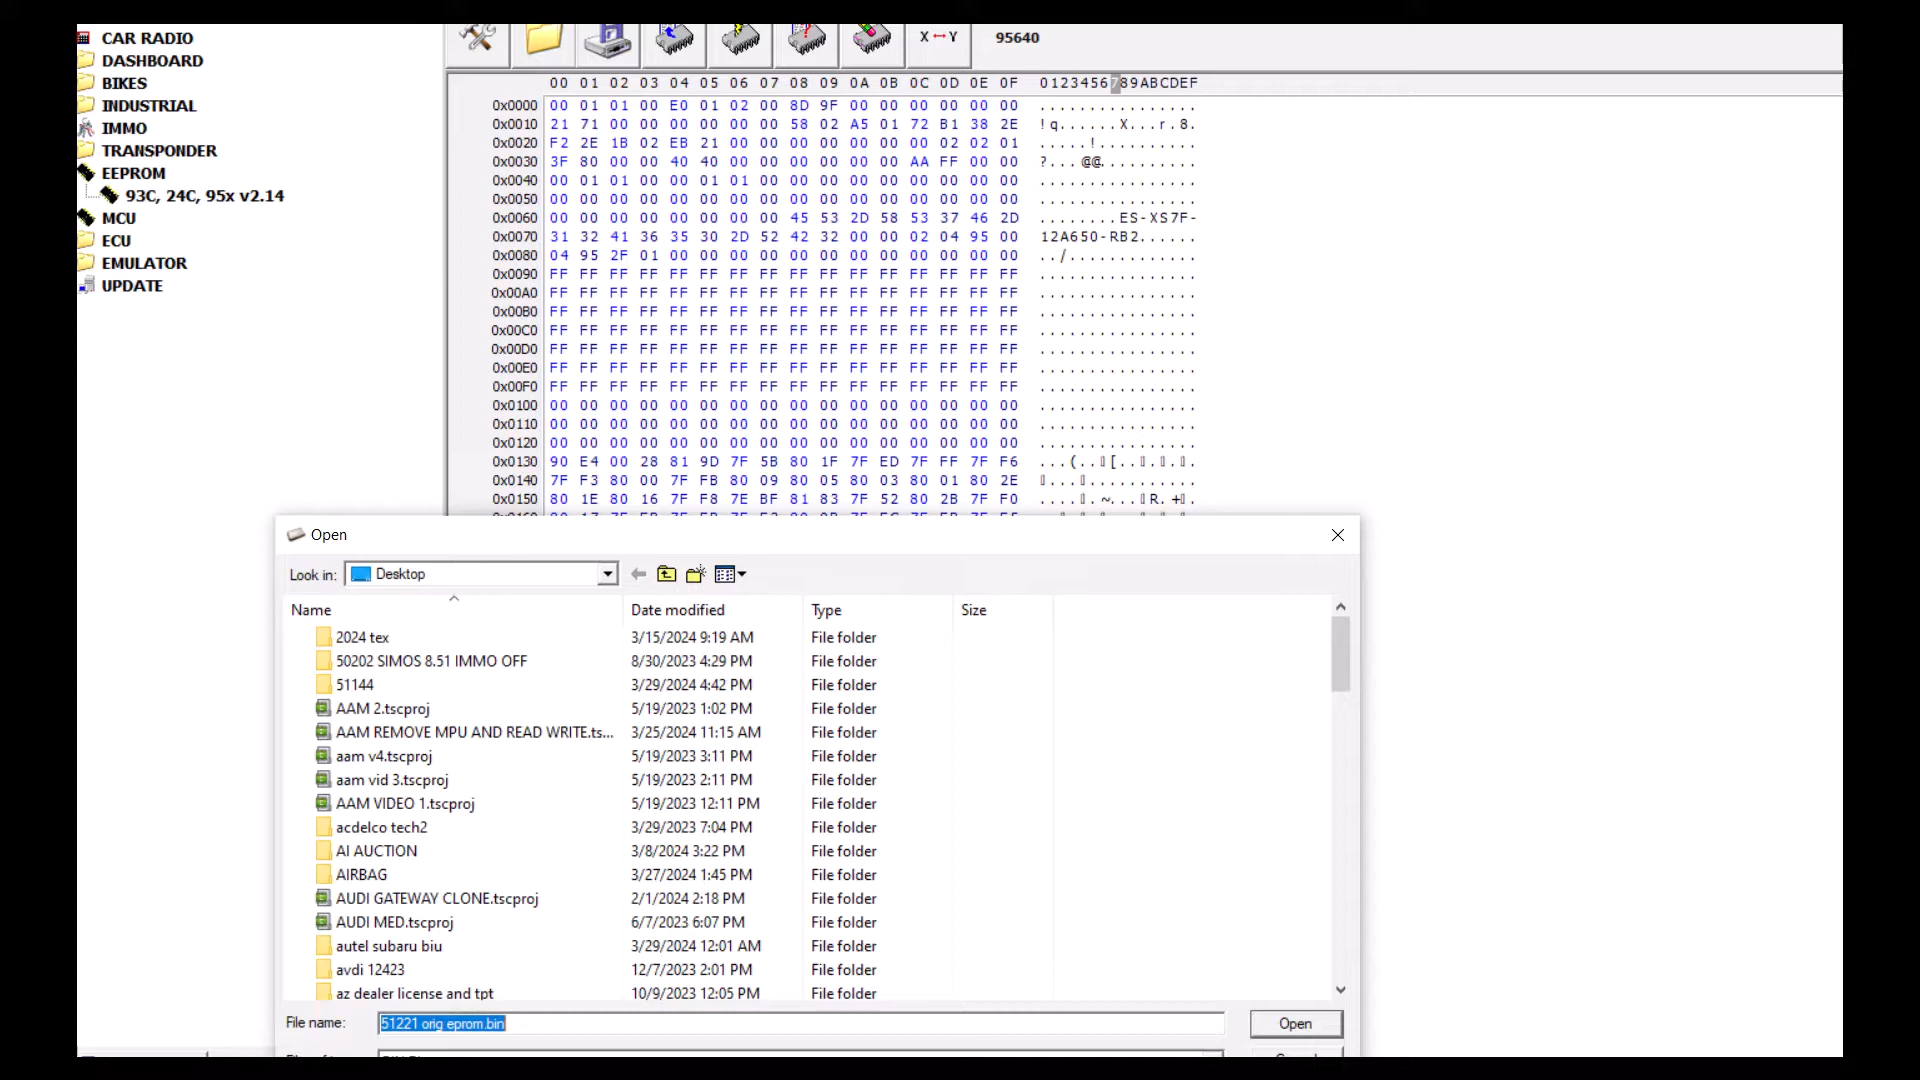 CAR RADIO
DASHBOARD
BIKES
INDUSTRIAL
IMMO
TRANSPONDER
EEPROM
93C, 24C, 95x v2.14
MCU
ECU
EMULATOR
UPDATE
X Y 95640
00 01 02 03 04 05 06 07 08 09 0A 0B 0C 0D 0E 0F 0123456789ABCDEF
0x0000 00 01 01 00 E0 01 02 00 8D 9F 00 00 00 00 00 00 ................
0x0010 21 71 00 00 00 00 00 00 58 02 A5 01 72 B1 38 2E !q......X...r.8.
0x0020 F2 2E 1B 02 EB 21 00 00 00 00 00 00 00 02 02 01 .....!..........
0x0030 3F 80 00 00 40 40 00 00 00 00 00 00 AA FF 00 00 ?...@@..........
0x0040 00 01 01 00 00 01 01 00 00 00 00 00 00 00 00 00 ................
0x0050 00 00 00 00 00 00 00 00 00 00 00 00 00 00 00 00 ................
0x0060 00 00 00 00 00 00 00 00 45 53 2D 58 53 37 46 2D ........ES-XS7F-
0x0070 31 32 41 36 35 30 2D 52 42 32 00 00 02 04 95 00 12A650-RB2......
0x0080 04 95 2F 01 00 00 00 00 00 00 00 00 00 00 00 00 ../.............
0x0090 FF FF FF FF FF FF FF FF FF FF FF FF FF FF FF FF ................
0x00A0 FF FF FF FF FF FF FF FF FF FF FF FF FF FF FF FF ................
0x00B0 FF FF FF FF FF FF FF FF FF FF FF FF FF FF FF FF ................
0x00C0 FF FF FF FF FF FF FF FF FF FF FF FF FF FF FF FF ................
0x00D0 FF FF FF FF FF FF FF FF FF FF FF FF FF FF FF FF ................
0x00E0 FF FF FF FF FF FF FF FF FF FF FF FF FF FF FF FF ................
0x00F0 FF FF FF FF FF FF FF FF FF FF FF FF FF FF FF FF ................
0x0100 00 00 00 00 00 00 00 00 00 00 00 00 00 00 00 00 ................
0x0110 00 00 00 00 00 00 00 00 00 00 00 00 00 00 00 00 ................
0x0120 00 00 00 00 00 00 00 00 00 00 00 00 00 00 00 00 ................
0x0130 90 E4 00 28 81 9D 7F 5B 80 1F 7F ED 7F FF 7F F6 ...(..▯[..▯.▯.▯.
0x0140 7F F3 80 00 7F FB 80 09 80 05 80 03 80 01 80 2E ▯...▯...........
0x0150 80 1E 80 16 7F F8 7E BF 81 83 7F 52 80 2B 7F F0 ....▯.~...▯R.+▯.
Open
Look in: Desktop
Name Date modified Type Size
2024 tex 3/15/2024 9:19 AM File folder
50202 SIMOS 8.51 IMMO OFF 8/30/2023 4:29 PM File folder
51144 3/29/2024 4:42 PM File folder
AAM 2.tscproj 5/19/2023 1:02 PM File folder
AAM REMOVE MPU AND READ WRITE.ts... 3/25/2024 11:15 AM File folder
aam v4.tscproj 5/19/2023 3:11 PM File folder
aam vid 3.tscproj 5/19/2023 2:11 PM File folder
AAM VIDEO 1.tscproj 5/19/2023 12:11 PM File folder
acdelco tech2 3/29/2023 7:04 PM File folder
AI AUCTION 3/8/2024 3:22 PM File folder
AIRBAG 3/27/2024 1:45 PM File folder
AUDI GATEWAY CLONE.tscproj 2/1/2024 2:18 PM File folder
AUDI MED.tscproj 6/7/2023 6:07 PM File folder
autel subaru biu 3/29/2024 12:01 AM File folder
avdi 12423 12/7/2023 2:01 PM File folder
az dealer license and tpt 10/9/2023 12:05 PM File folder
File name: 51221 orig eprom.bin Open